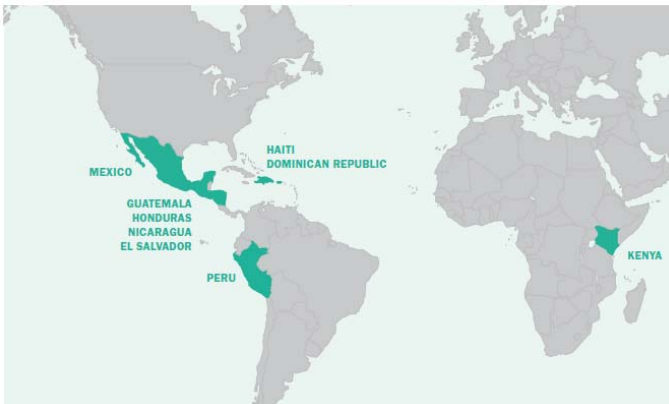 MEXICO
GUATEMALA
HONDURAS
NICARAGUA
EL SALVADOR
HAITI
DOMINICAN REPUBLIC
PERU
KENYA